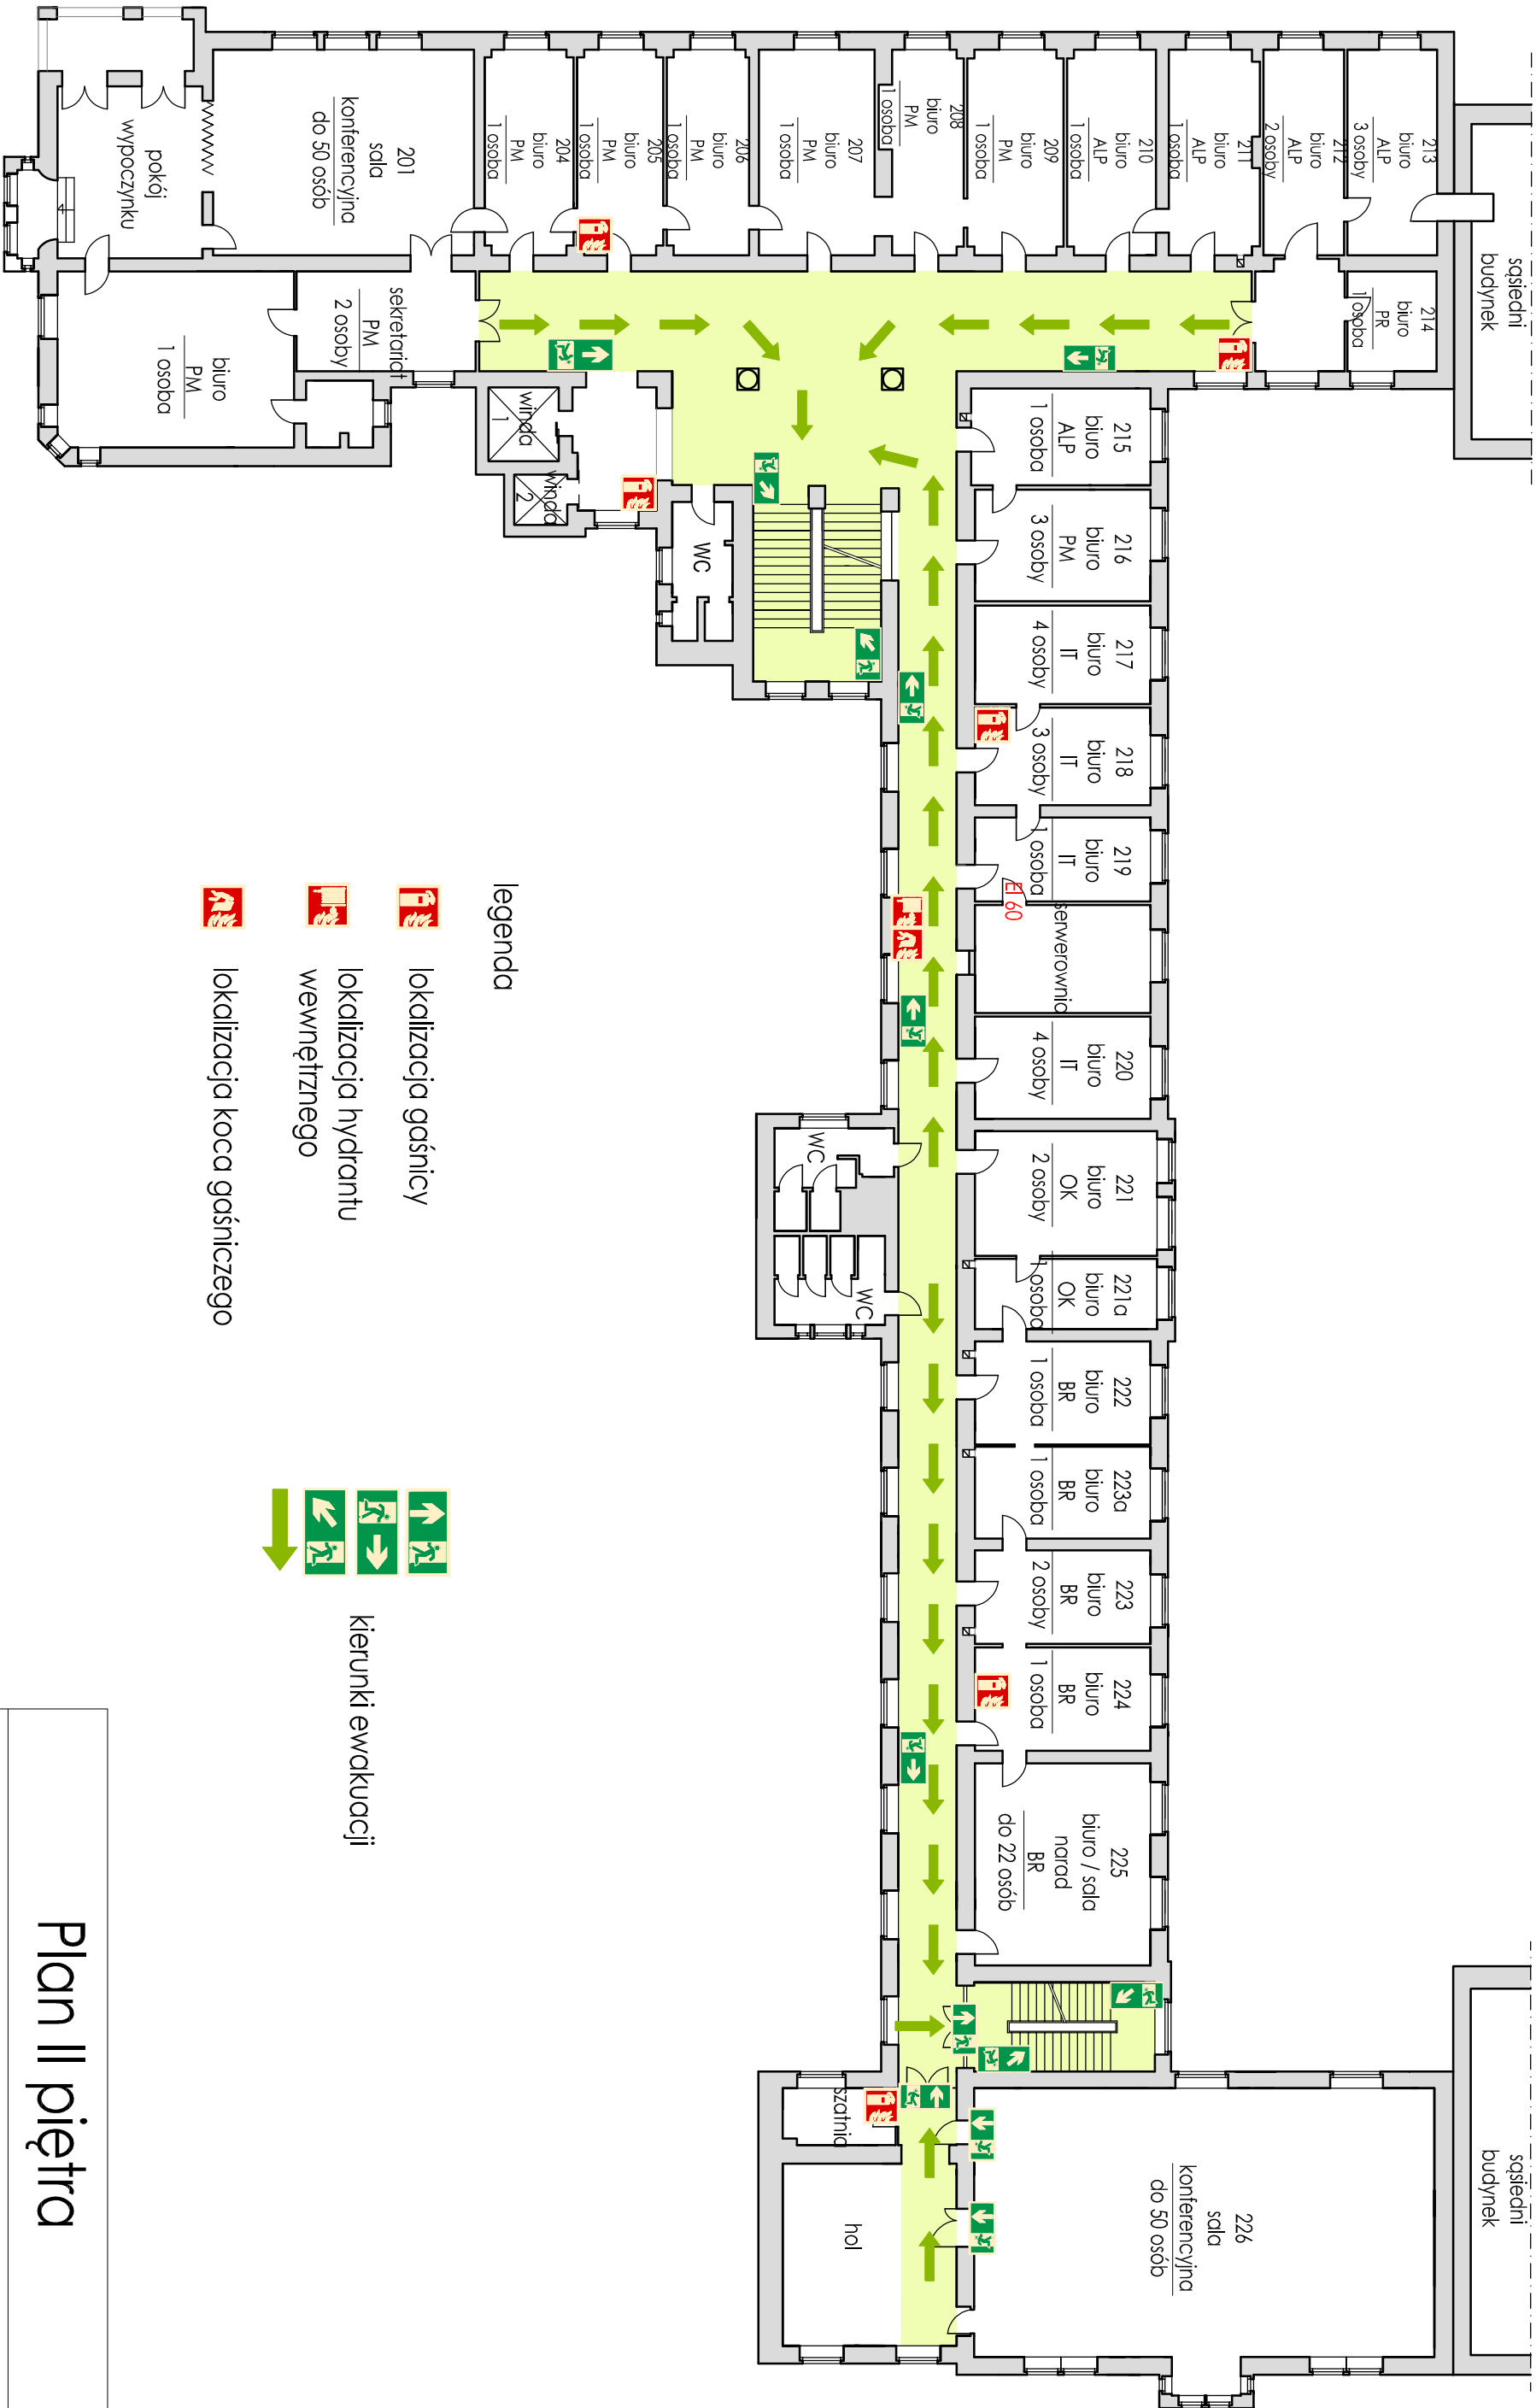 sąsiedni
budynek
sąsiedni
budynek
213
biuro
ALP
3 osoby
212
biuro
ALP
2 osoby
211
biuro
ALP
1 osoba
210
biuro
ALP
1 osoba
209
biuro
PM
1 osoba
208
biuro
PM
1 osoba
207
biuro
PM
1 osoba
206
biuro
PM
1 osoba
205
biuro
PM
1 osoba
204
biuro
PM
1 osoba
201
sala
konferencyjna
do 50 osób
pokój
wypoczynku
214
biuro
PR
1 osoba
sekretariat
PM
2 osoby
biuro
PM
1 osoba
winda
1
winda
2
WC
215
biuro
ALP
1 osoba
216
biuro
PM
3 osoby
217
biuro
IT
4 osoby
218
biuro
IT
3 osoby
219
biuro
IT
1 osoba
EI 60
serwerownia
220
biuro
IT
4 osoby
221
biuro
OK
2 osoby
221a
biuro
OK
1 osoba
222
biuro
BR
1 osoba
223a
biuro
BR
1 osoba
223
biuro
BR
2 osoby
224
biuro
BR
1 osoba
225
biuro / sala
narad
BR
do 22 osób
226
sala
konferencyjna
do 50 osób
WC
WC
szatnia
hol
legenda
lokalizacja gaśnicy
lokalizacja hydrantu
wewnętrznego
lokalizacja koca gaśniczego
kierunki ewakuacji
Plan II piętra